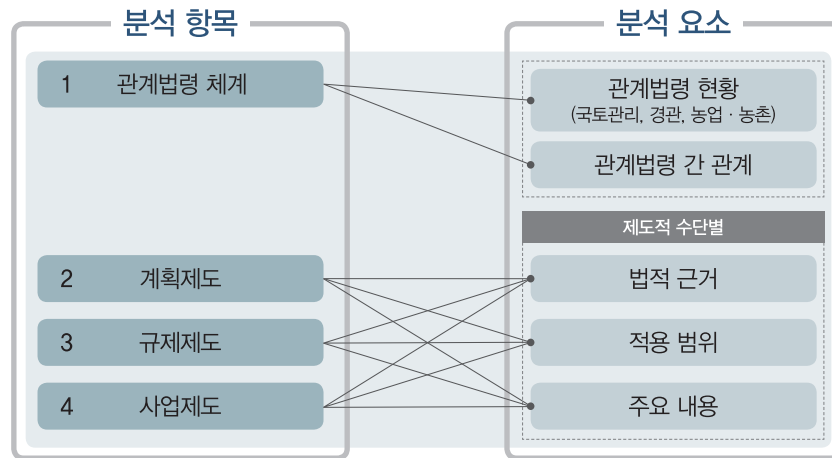 분석 항목
1 관계법령 체계
2 계획제도
3 규제제도
4 사업제도
분석 요소
관계법령 현황
(국토관리, 경관, 농업 · 농촌)
관계법령 간 관계
제도적 수단별
법적 근거
적용 범위
주요 내용